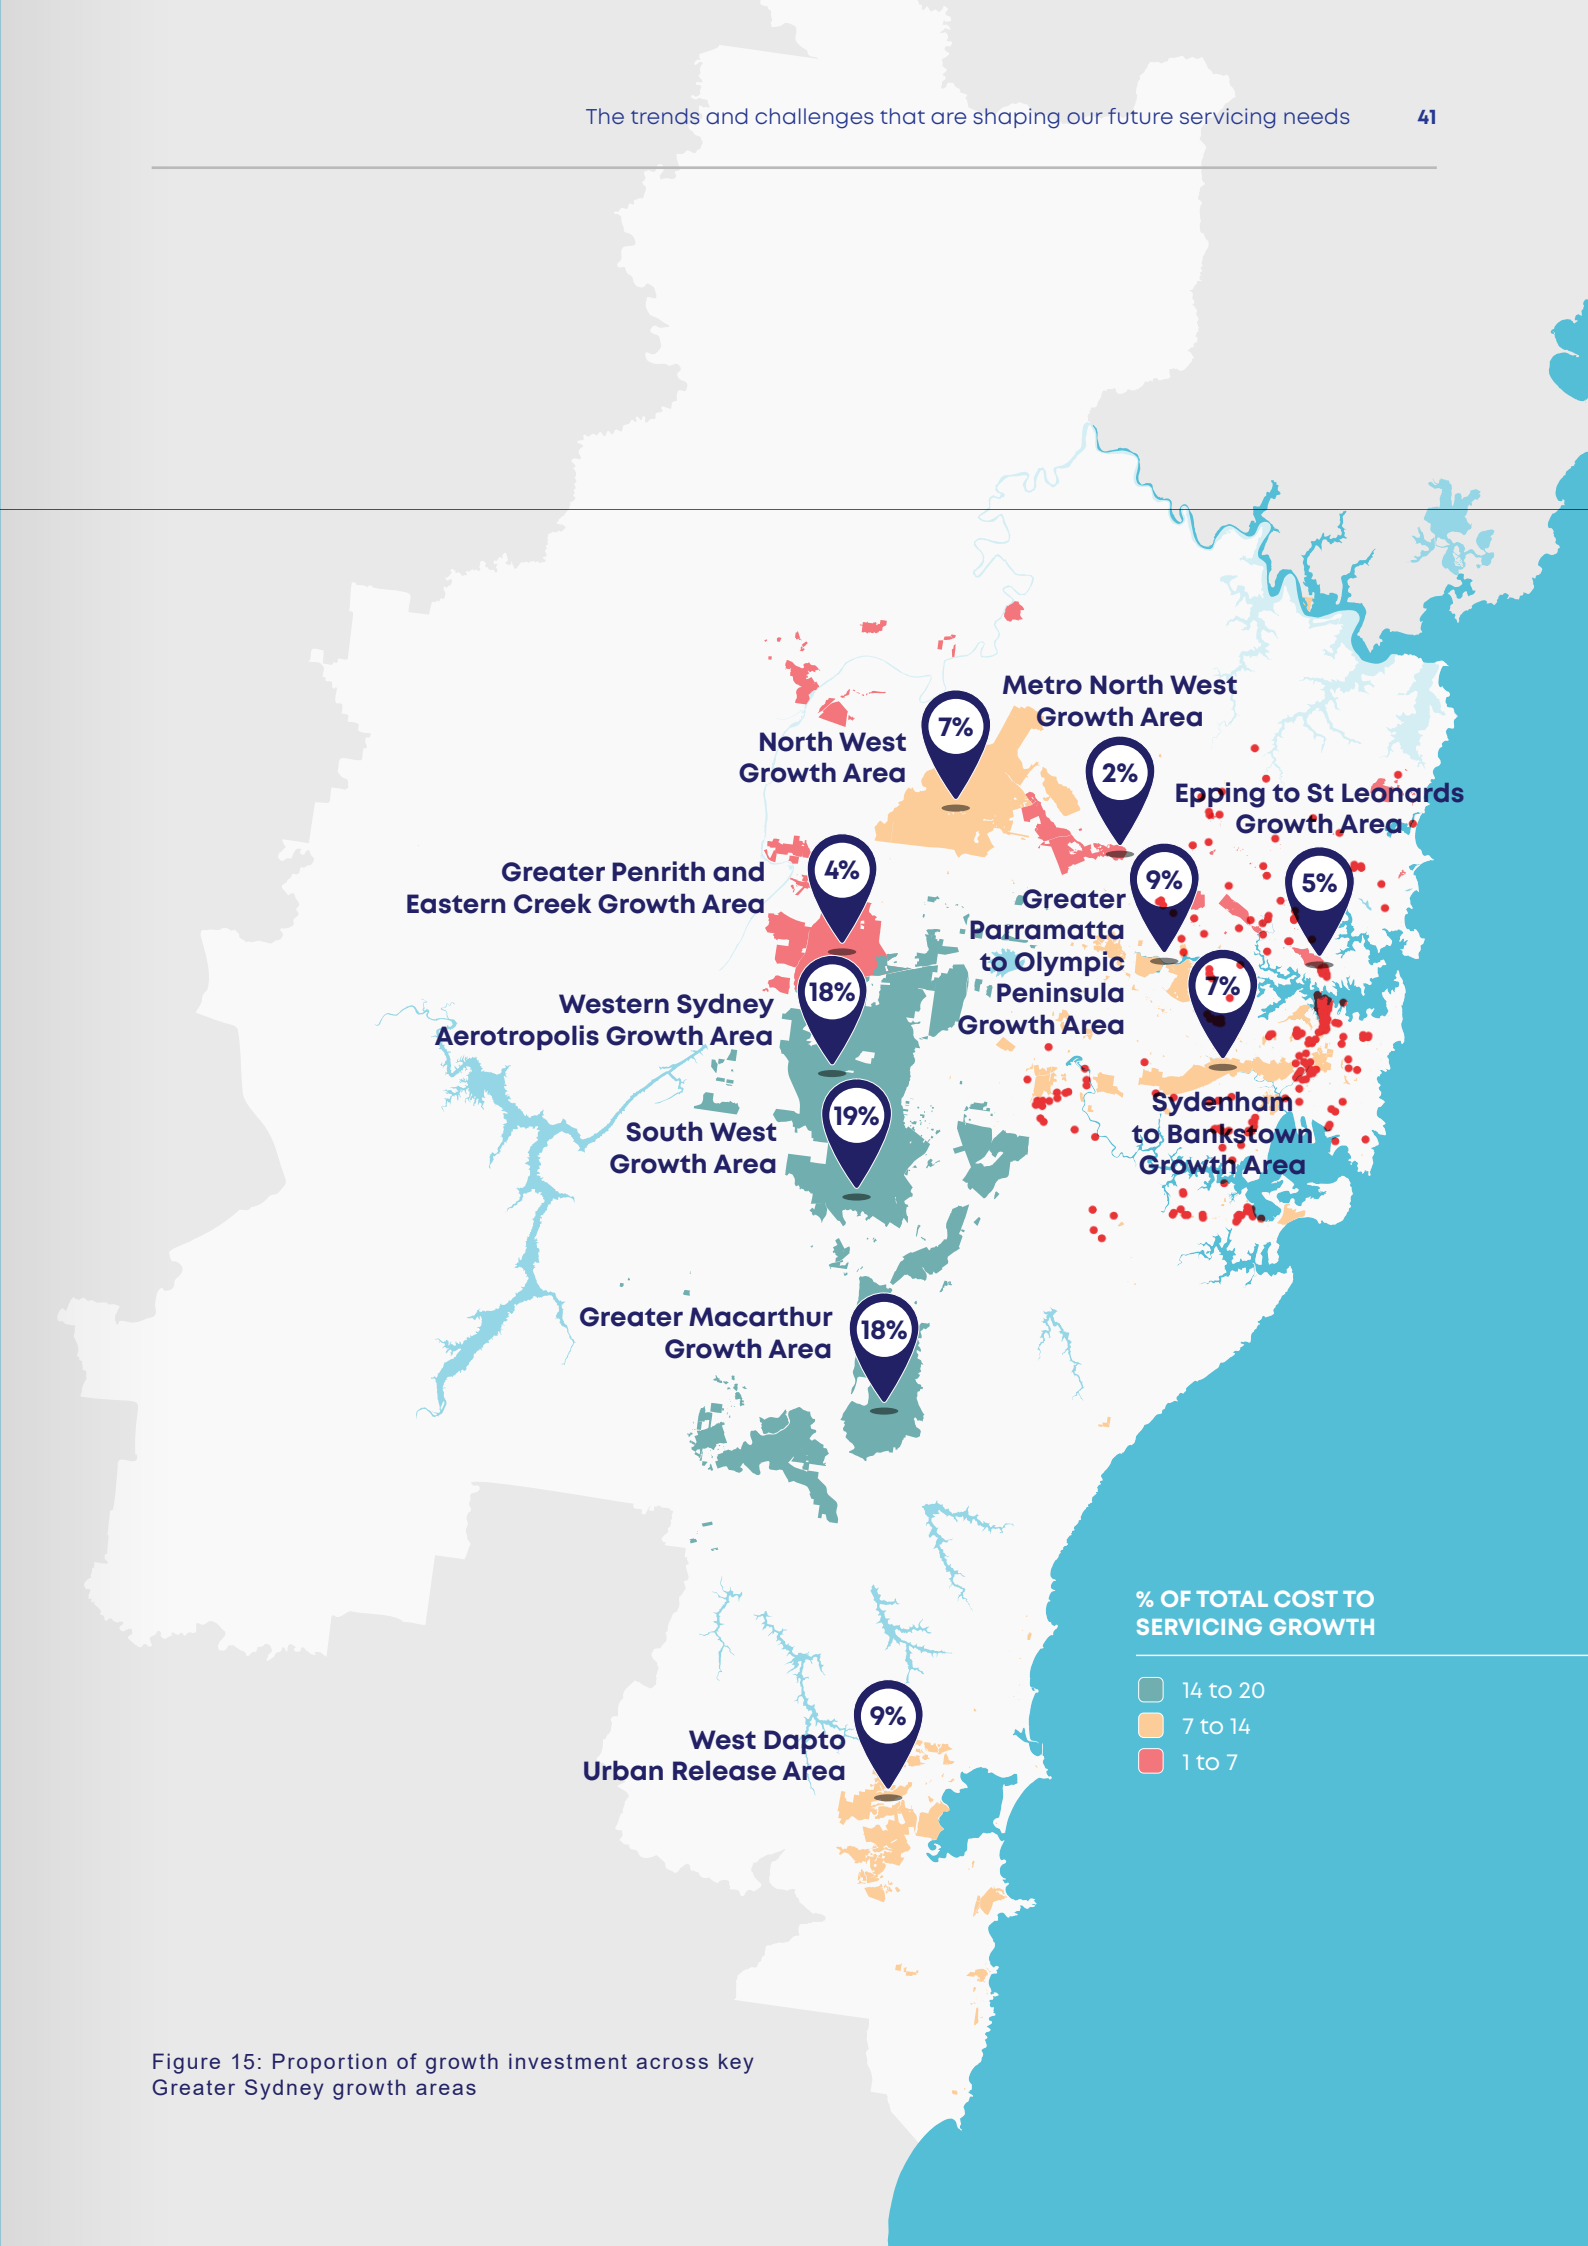 The trends and challenges that are shaping our future servicing needs 41
Metro North West
Growth Area
7%
North West
Growth Area
2%
Epping to St Leonards
Growth Area
4%
Greater Penrith and
Eastern Creek Growth Area
9%
5%
Greater
Parramatta
to Olympic
Peninsula
Growth Area
18%
Western Sydney
Aerotropolis Growth Area
7%
19%
South West
Growth Area
Sydenham
to Bankstown
Growth Area
18%
Greater Macarthur
Growth Area
% OF TOTAL COST TO
SERVICING GROWTH
14 to 20
7 to 14
1 to 7
9%
West Dapto
Urban Release Area
Figure 15: Proportion of growth investment across key
Greater Sydney growth areas